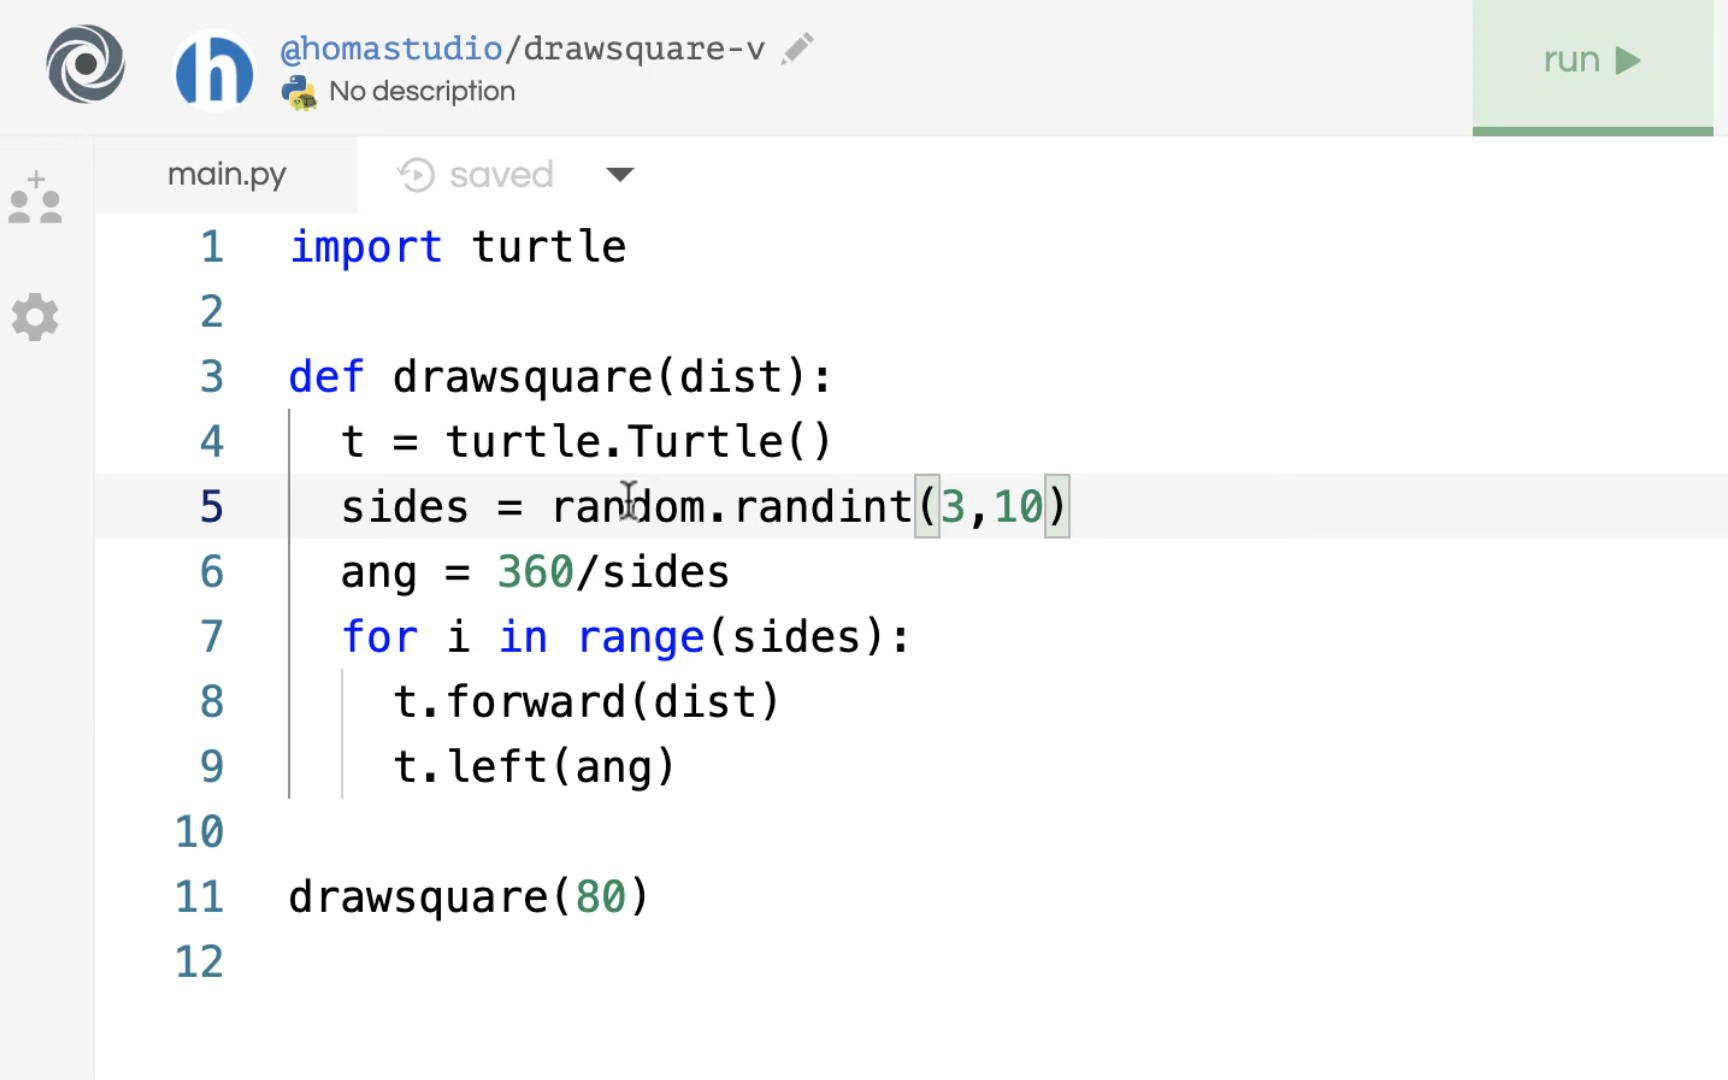 h
@homastudio/drawsquare-v
No description
run
main.py
saved
1 import turtle
2
3 def drawsquare(dist):
4 t = turtle.Turtle()
5 sides = random.randint(3,10)
6 ang = 360/sides
7 for i in range(sides):
8 t.forward(dist)
9 t.left(ang)
10
11 drawsquare(80)
12